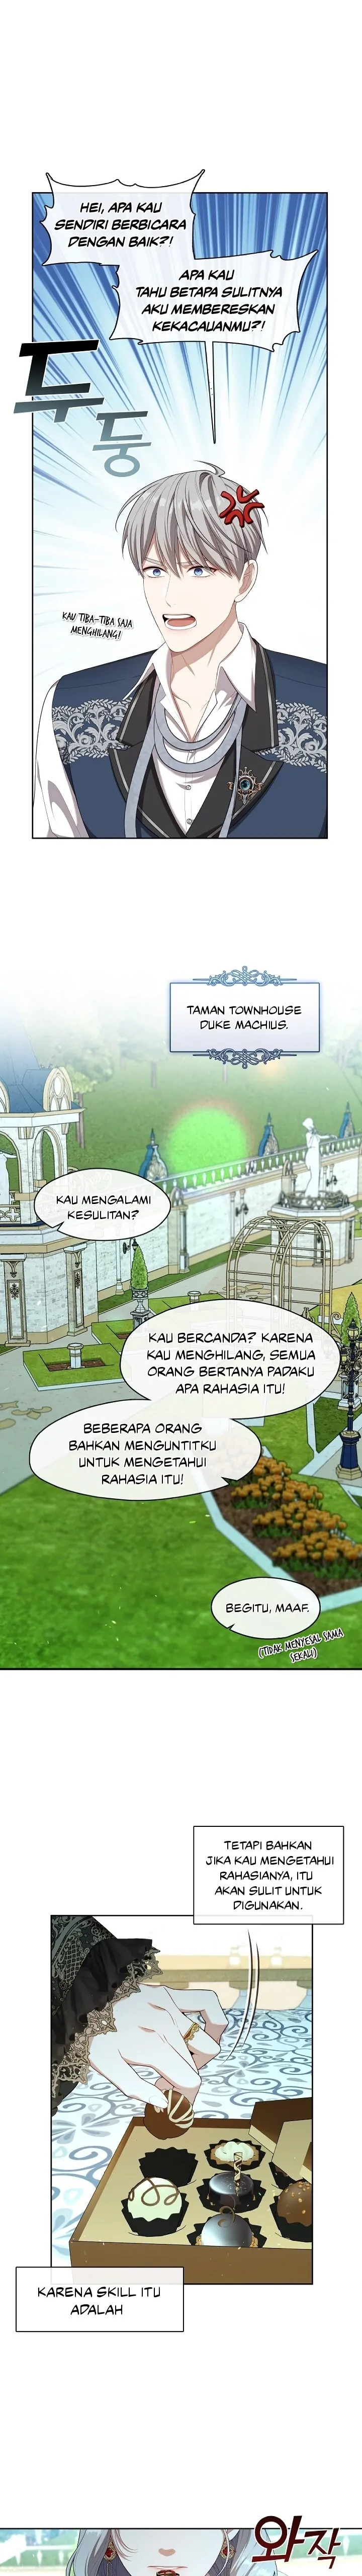 HEI, APA KAU
SENDIRI BERBICARA
DENGAN BAIK?!
APA KAU
TAHU BETAPA SULITNYA
AKU MEMBERESKAN
KEKACAUANMU?!
두둥
KAU TIBA-TIBA SAJA
MENGHILANG!
TAMAN TOWNHOUSE
DUKE MACHIUS.
KAU MENGALAMI
KESULITAN?
KAU BERCANDA? KARENA
KAU MENGHILANG, SEMUA
ORANG BERTANYA PADAKU
APA RAHASIA ITU!
BEBERAPA ORANG
BAHKAN MENGUNTITKU
UNTUK MENGETAHUI
RAHASIA ITU!
BEGITU, MAAF.
(TIDAK MENYESAL SAMA
SEKALI)
TETAPI BAHKAN
JIKA KAU MENGETAHUI
RAHASIANYA, ITU
AKAN SULIT UNTUK
DIGUNAKAN.
KARENA SKILL ITU
ADALAH
와작